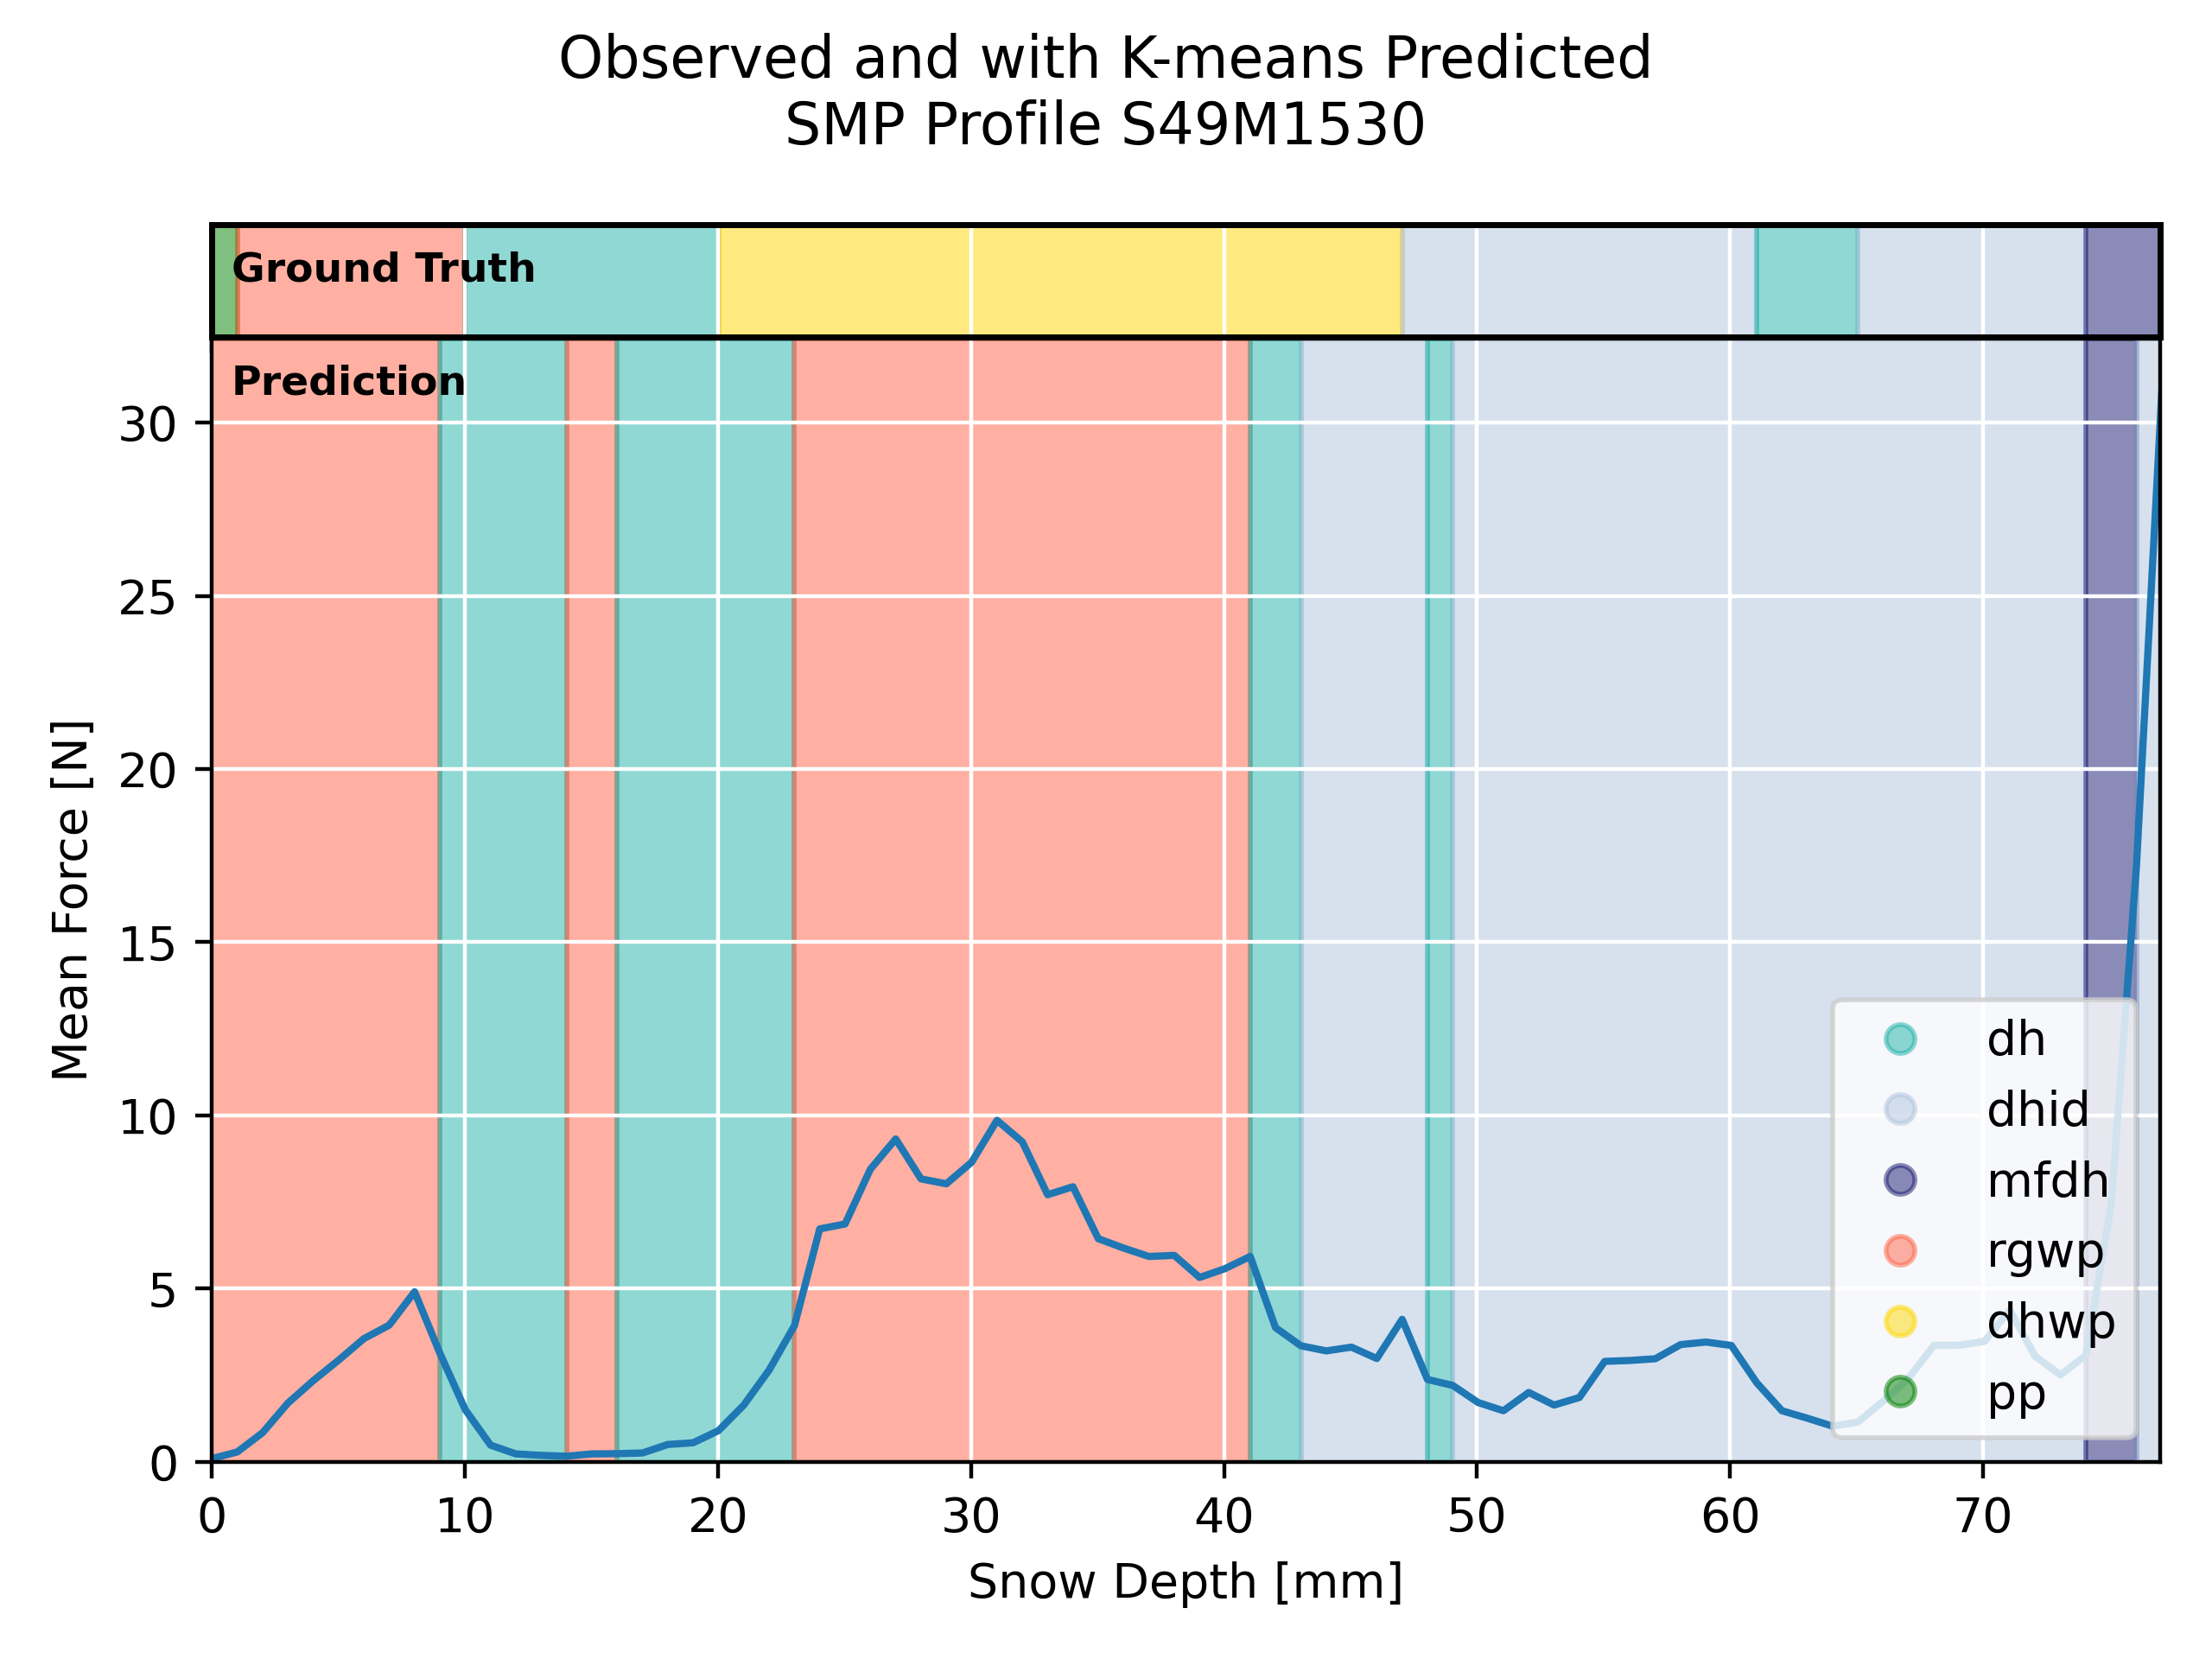 Observed and with K-means Predicted
SMP Profile S49M1530
Ground Truth
Prediction
30
25
20
15
10
5
0
Mean Force [N]
dh
dhid
mfdh
rgwp
dhwp
pp
0 10 20 30 40 50 60 70
Snow Depth [mm]